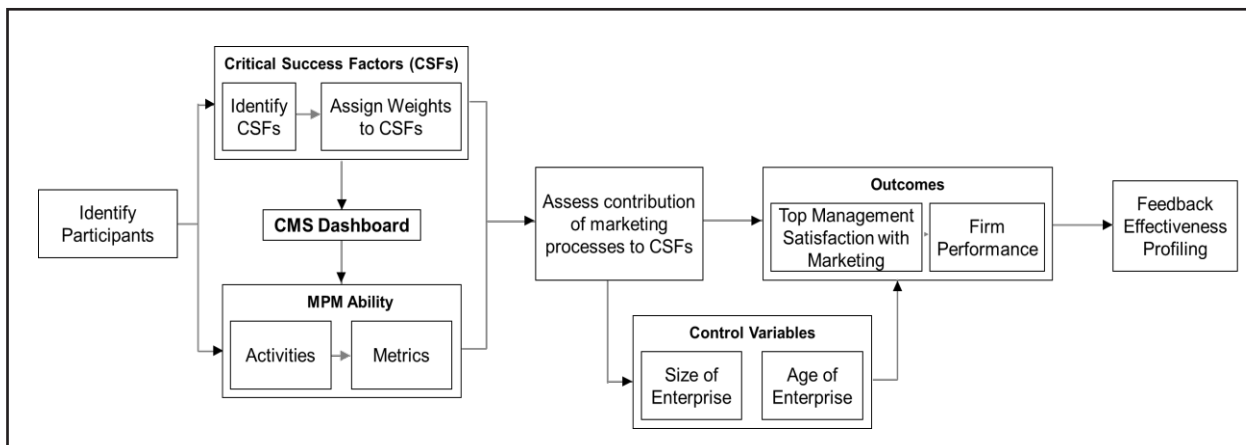 Identify
Participants
Critical Success Factors (CSFs)
Identify
CSFs
Assign Weights
to CSFs
CMS Dashboard
MPM Ability
Activities
Metrics
Assess contribution
of marketing
processes to CSFs
Outcomes
Top Management
Satisfaction with
Marketing
Firm
Performance
Control Variables
Size of
Enterprise
Age of
Enterprise
Feedback
Effectiveness
Profiling